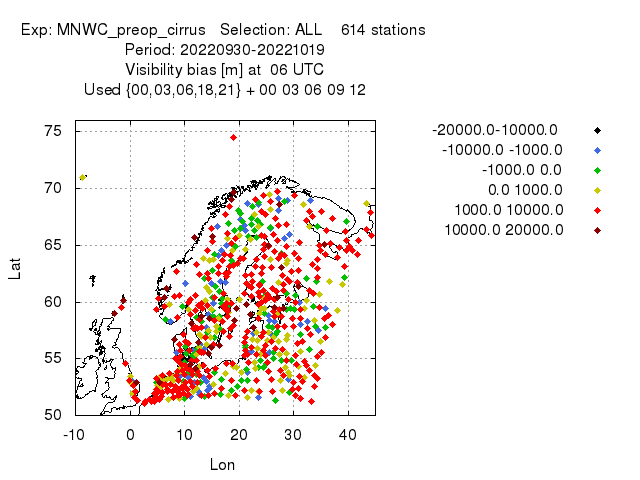 Exp: MNWC_preop_cirrus   Selection: ALL    614 stations
Period: 20220930-20221019
Visibility bias [m] at  06 UTC
Used {00,03,06,18,21} + 00 03 06 09 12
-20000.0-10000.0
-10000.0 -1000.0
-1000.0 0.0
0.0 1000.0
1000.0 10000.0
10000.0 20000.0
75
70
65
60
55
50
Lat
-10 0 10 20 30 40
Lon